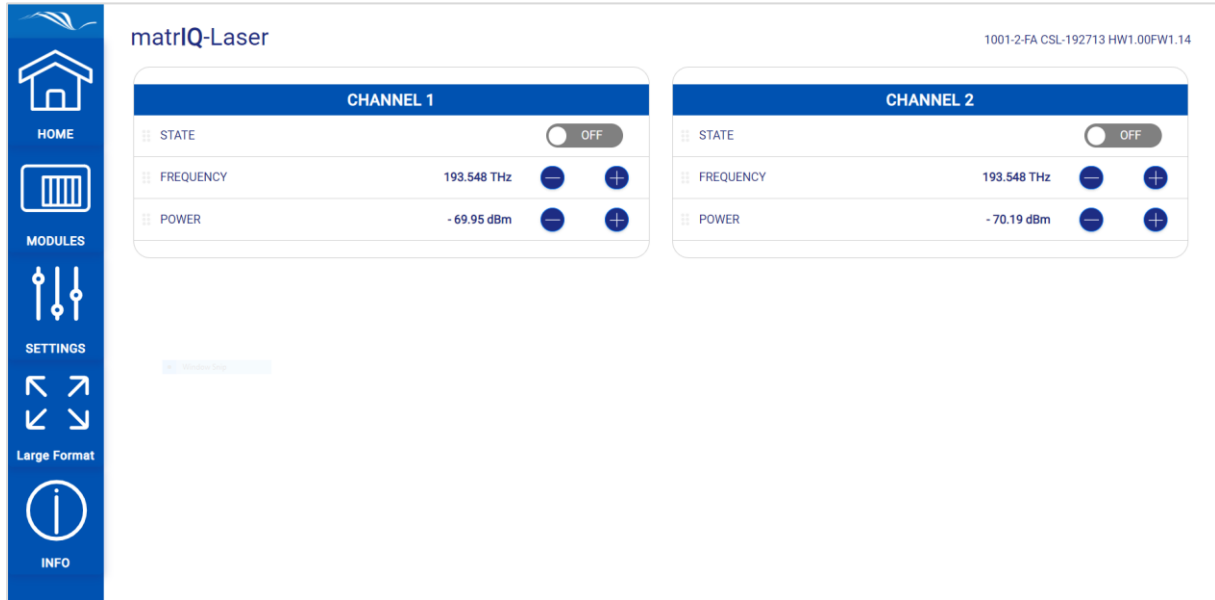 matrIQ-Laser
1001-2-FA CSL-192713 HW1.00FW1.14
HOME
MODULES
SETTINGS
Large Format
INFO
CHANNEL 1
STATE OFF
FREQUENCY 193.548 THz
POWER - 69.95 dBm
CHANNEL 2
STATE OFF
FREQUENCY 193.548 THz
POWER - 70.19 dBm